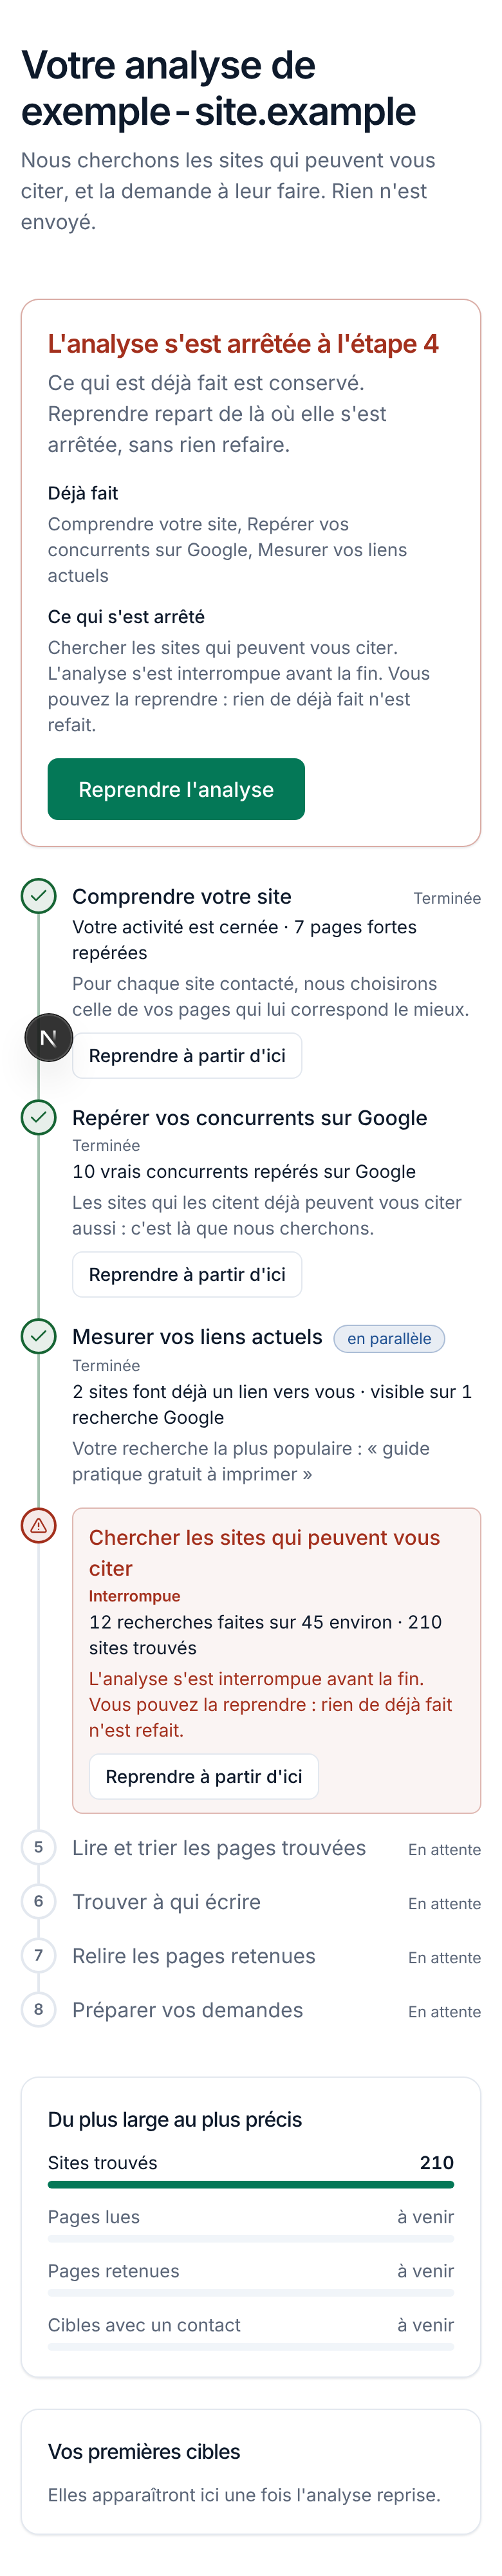 Votre analyse de
exemple-site.example
Nous cherchons les sites qui peuvent vous
citer, et la demande à leur faire. Rien n'est
envoyé.
L'analyse s'est arrêtée à l'étape 4
Ce qui est déjà fait est conservé.
Reprendre repart de là où elle s'est
arrêtée, sans rien refaire.
Déjà fait
Comprendre votre site, Repérer vos
concurrents sur Google, Mesurer vos liens
actuels
Ce qui s'est arrêté
Chercher les sites qui peuvent vous citer.
L'analyse s'est interrompue avant la fin. Vous
pouvez la reprendre : rien de déjà fait n'est
refait.
Reprendre l'analyse
Comprendre votre site Terminée
Votre activité est cernée · 7 pages fortes
repérées
Pour chaque site contacté, nous choisirons
celle de vos pages qui lui correspond le mieux.
N
Reprendre à partir d'ici
Repérer vos concurrents sur Google
Terminée
10 vrais concurrents repérés sur Google
Les sites qui les citent déjà peuvent vous citer
aussi : c'est là que nous cherchons.
Reprendre à partir d'ici
Mesurer vos liens actuels en parallèle
Terminée
2 sites font déjà un lien vers vous · visible sur 1
recherche Google
Votre recherche la plus populaire : « guide
pratique gratuit à imprimer »
Chercher les sites qui peuvent vous
citer
Interrompue
12 recherches faites sur 45 environ · 210
sites trouvés
L'analyse s'est interrompue avant la fin.
Vous pouvez la reprendre : rien de déjà fait
n'est refait.
Reprendre à partir d'ici
5 Lire et trier les pages trouvées En attente
6 Trouver à qui écrire En attente
7 Relire les pages retenues En attente
8 Préparer vos demandes En attente
Du plus large au plus précis
Sites trouvés 210
Pages lues à venir
Pages retenues à venir
Cibles avec un contact à venir
Vos premières cibles
Elles apparaîtront ici une fois l'analyse reprise.